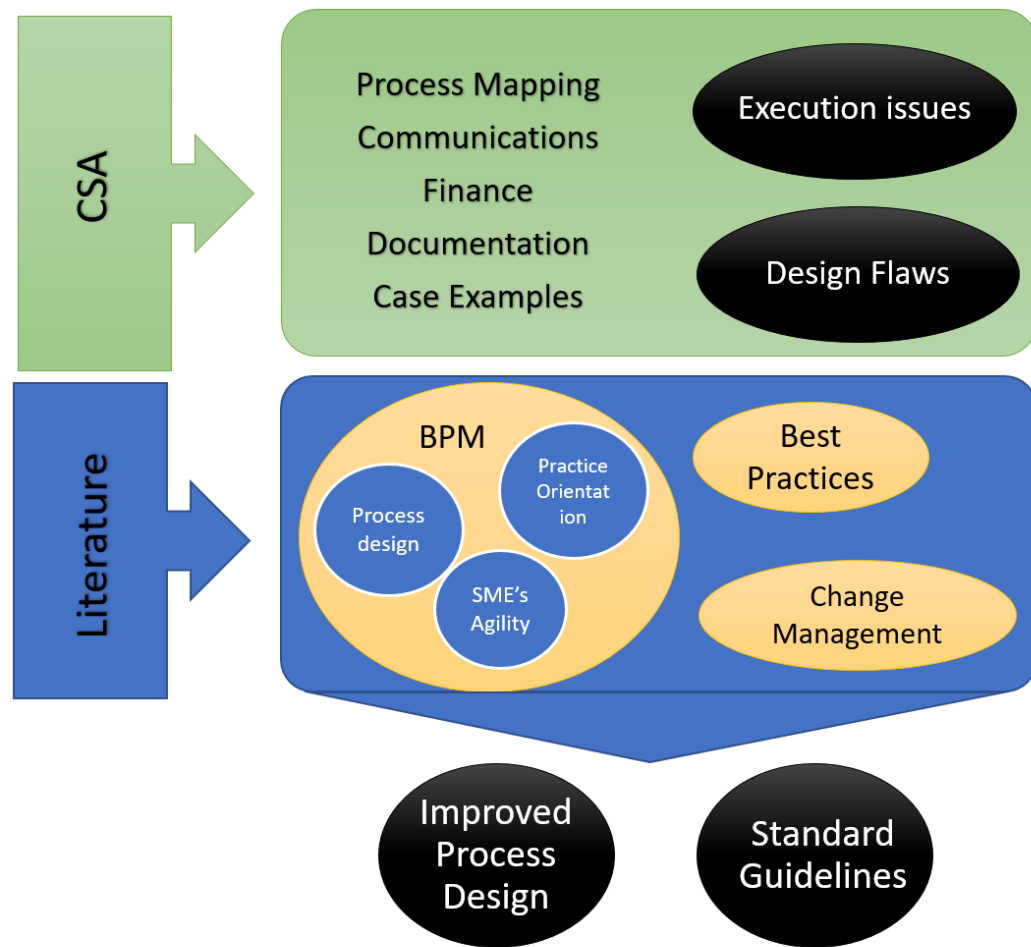 CSA
Process Mapping
Communications
Finance
Documentation
Case Examples
Execution issues
Design Flaws
Literature
BPM
Process
design
Practice
Orientat
ion
SME's
Agility
Best
Practices
Change
Management
Improved
Process
Design
Standard
Guidelines